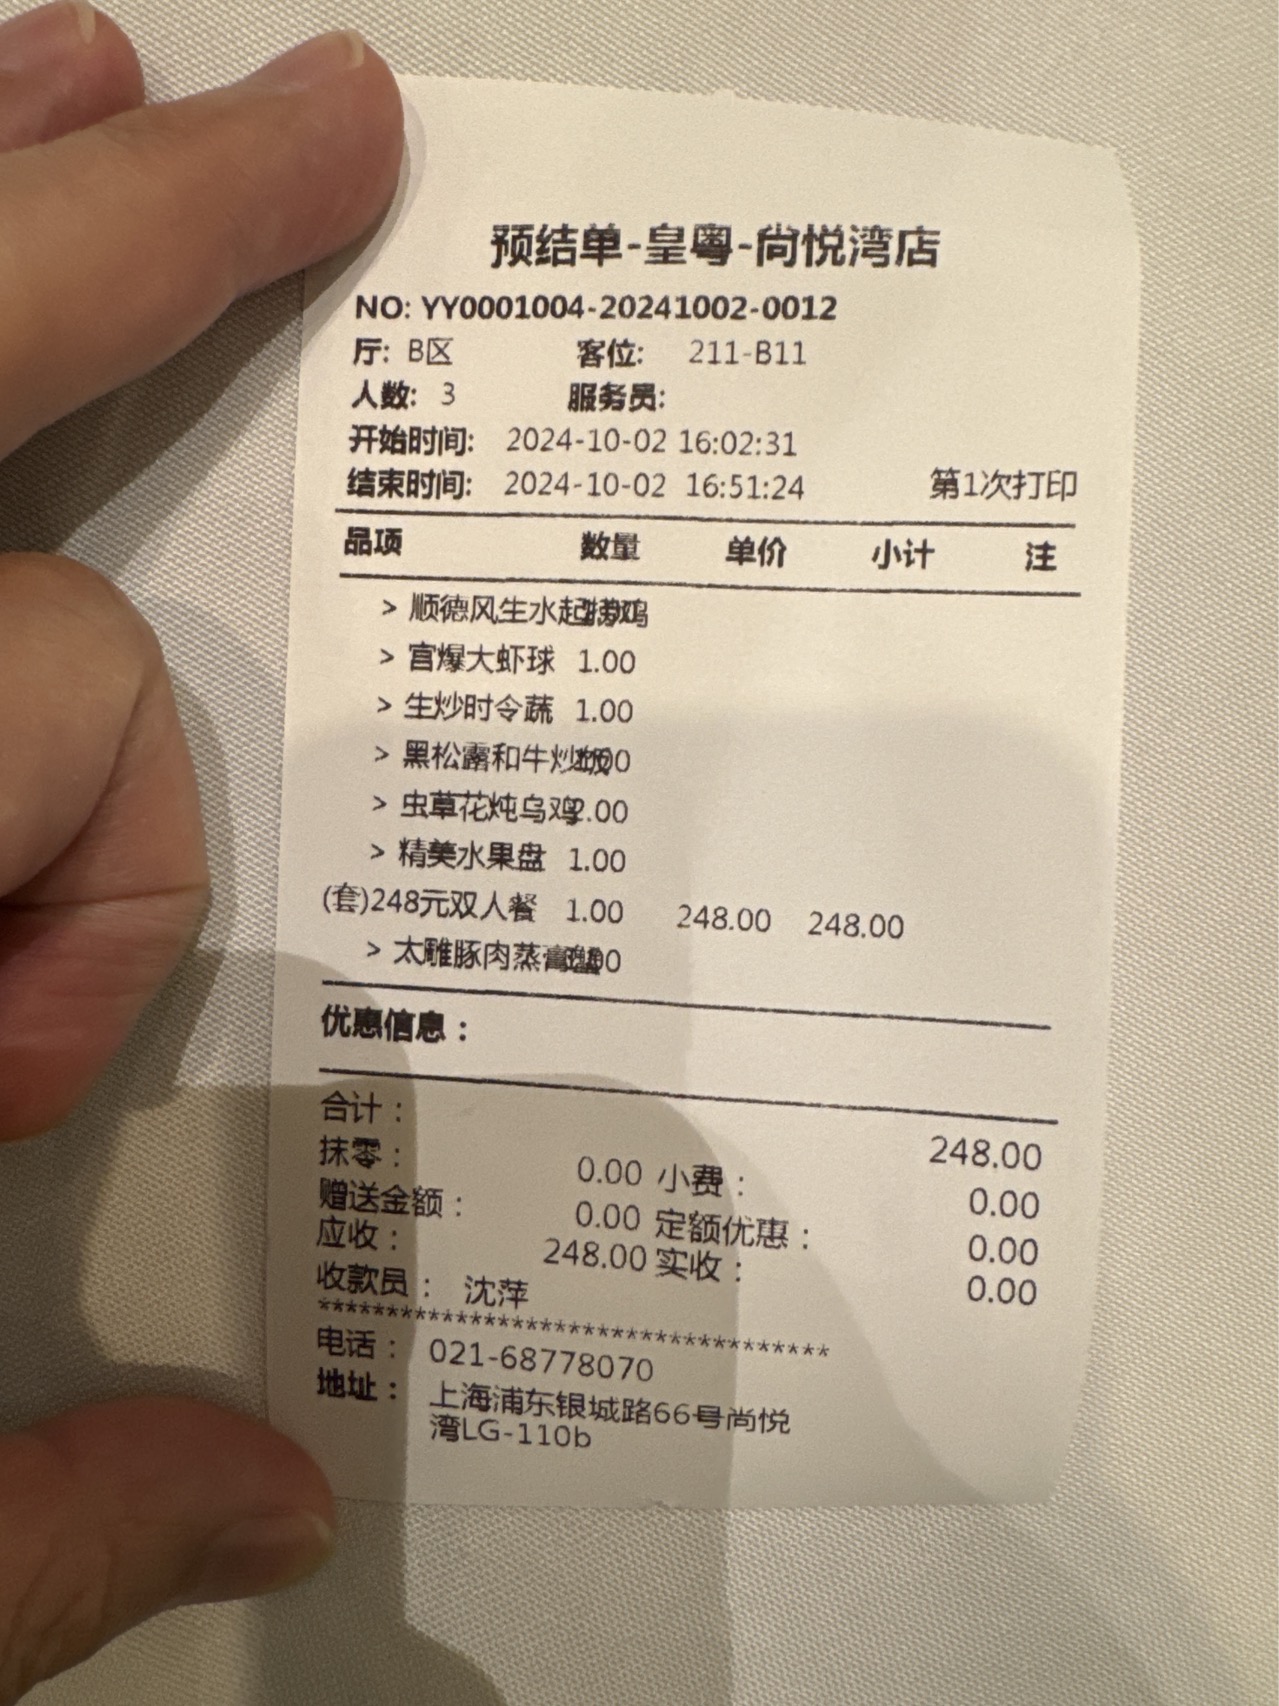 预结单-皇粤-尚悦湾店
NO: YY0001004-20241002-0012
厅: B区 客位: 211-B11
人数: 3 服务员:
开始时间: 2024-10-02 16:02:31
结束时间: 2024-10-02 16:51:24 第1次打印
品项 数量 单价 小计 注
> 顺德风生水起捞鸡
> 宫爆大虾球 1.00
> 生炒时令蔬 1.00
> 黑松露和牛炒饭
> 虫草花炖乌鸡 2.00
> 精美水果盘 1.00
(套)248元双人餐 1.00 248.00 248.00
> 太雕豚肉蒸膏蟹
优惠信息：
合计： 248.00
抹零： 0.00 小费： 0.00
赠送金额： 0.00 定额优惠： 0.00
应收： 248.00 实收： 0.00
收款员： 沈萍
*************************************
电话： 021-68778070
地址： 上海浦东银城路66号尚悦
湾LG-110b